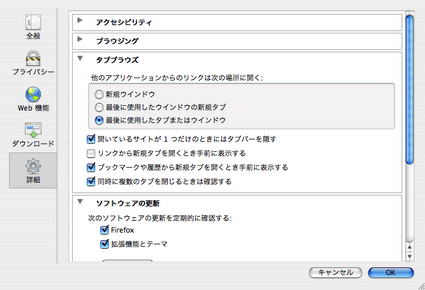 全般
プライバシー
Web 機能
ダウンロード
詳細
アクセシビリティ
ブラウジング
タブブラウズ
他のアプリケーションからのリンクは次の場所に開く:
新規ウインドウ
最後に使用したウインドウの新規タブ
最後に使用したタブまたはウインドウ
開いているサイトが 1 つだけのときにはタブバーを隠す
リンクから新規タブを開くとき手前に表示する
ブックマークや履歴から新規タブを開くとき手前に表示する
同時に複数のタブを閉じるときは確認する
ソフトウェアの更新
次のソフトウェアの更新を定期的に確認する:
Firefox
拡張機能とテーマ
キャンセル
OK